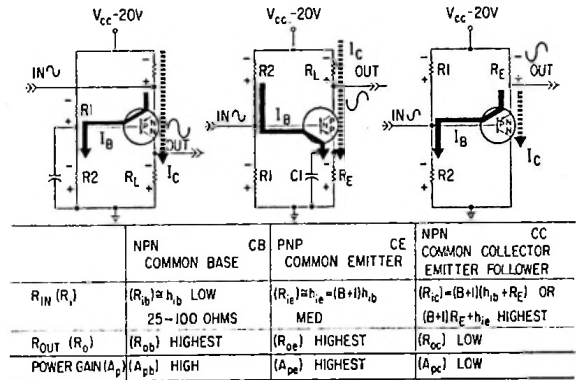 Vcc-20V
Vcc-20V
Vcc-20V
IN
R1
IB
R2
RL
OUT
IC
R2
RL
IC
OUT
IN
IB
R1
C1
RE
R1
RE
OUT
IN
IB
R2
IC
NPN CB
COMMON BASE
PNP CE
COMMON EMITTER
NPN CC
COMMON COLLECTOR
EMITTER FOLLOWER
RIN (Ri)
(Rib)≅hib LOW
25-100 OHMS
(Rie)≅hie=(B+1)hib
MED
(Ric)=(B+1)(hib+RE) OR
(B+1)RE+hie HIGHEST
ROUT (Ro)
(Rob) HIGHEST
(Roe) HIGHEST
(Roc) LOW
POWER GAIN(Ap)
(Apb) HIGH
(Ape) HIGHEST
(Apc) LOW